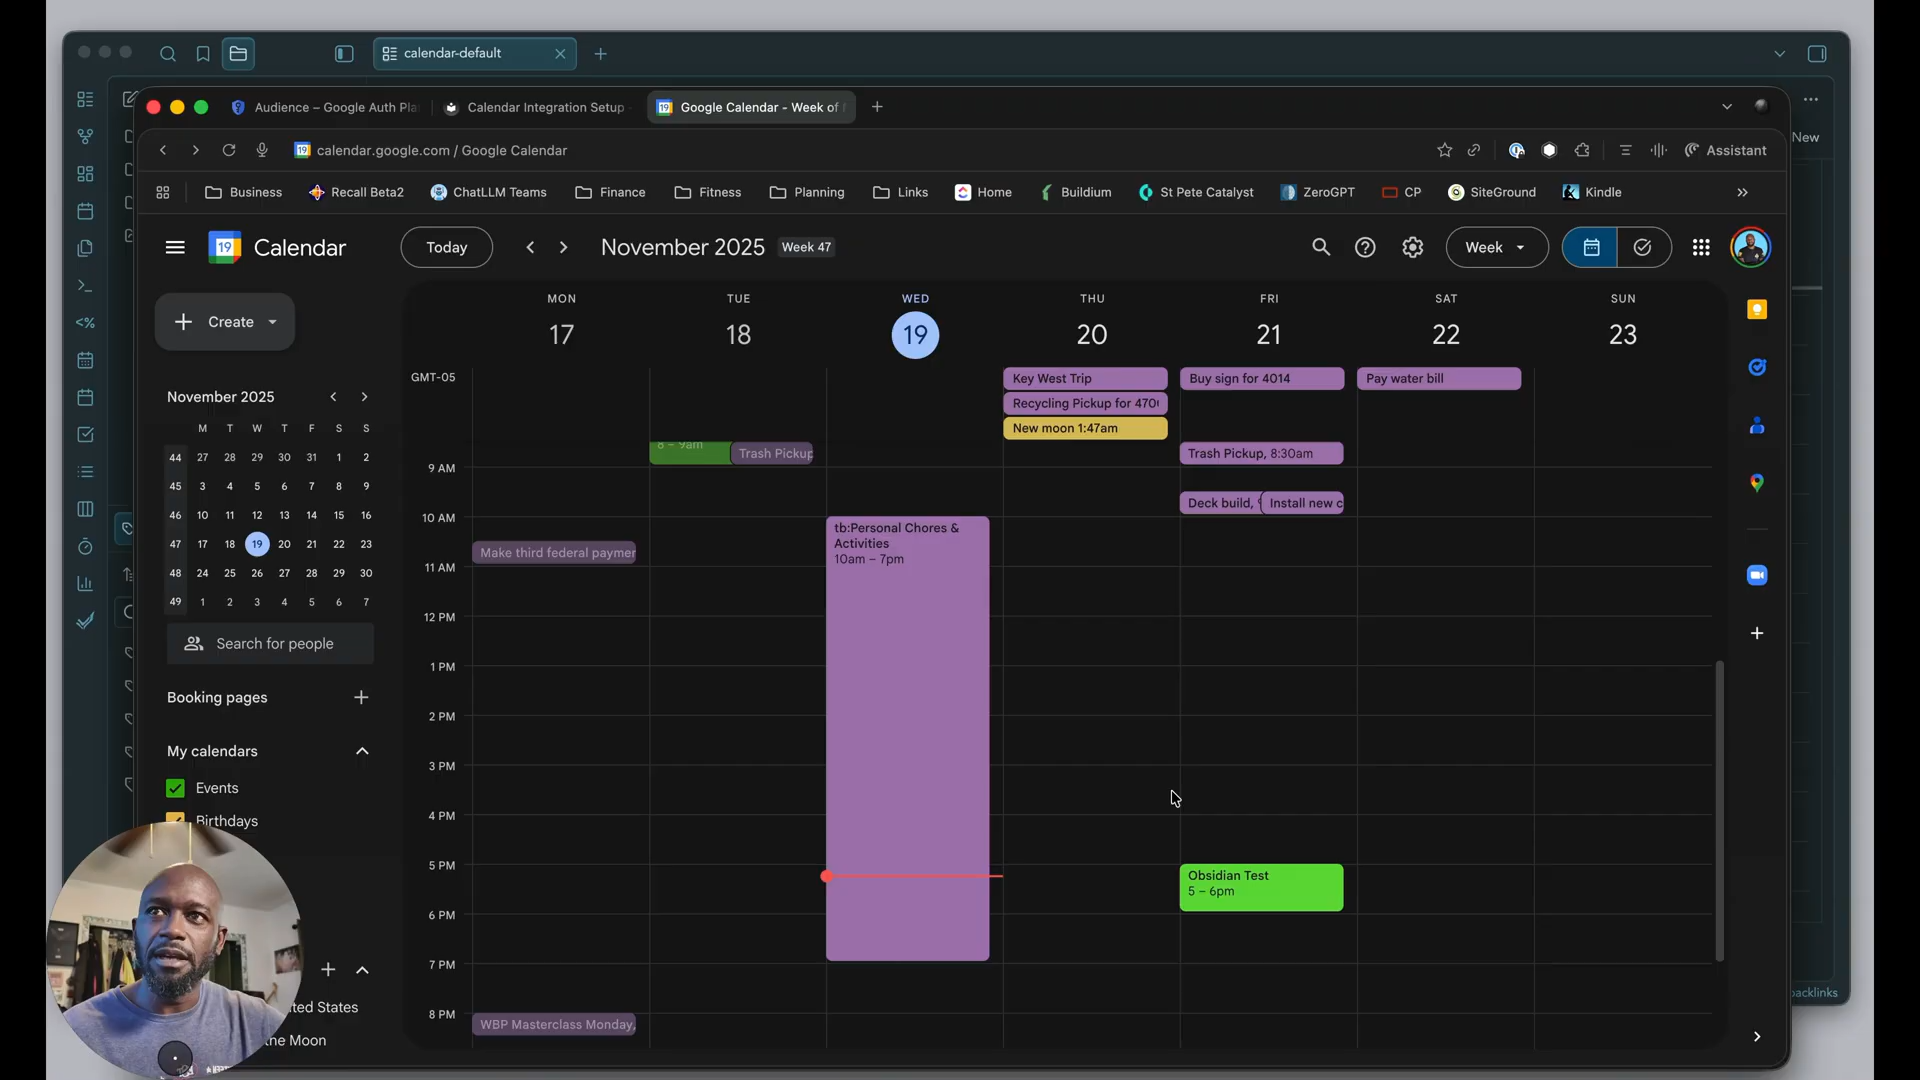 calendar-default
New
Audience – Google Auth Pla
Calendar Integration Setup
Google Calendar - Week of
calendar.google.com / Google Calendar
Assistant
Business
Recall Beta2
ChatLLM Teams
Finance
Fitness
Planning
Links
Home
Buildium
St Pete Catalyst
ZeroGPT
CP
SiteGround
Kindle
19
Calendar
Today
November 2025
Week 47
Week
Create
MON
TUE
WED
THU
FRI
SAT
SUN
17
18
19
20
21
22
23
GMT-05
Key West Trip
Buy sign for 4014
Pay water bill
Recycling Pickup for 470
New moon 1:47am
8 – 9am
Trash Pickup
Trash Pickup, 8:30am
Deck build,
Install new c
tb:Personal Chores &
Activities
10am – 7pm
Make third federal paymen
Obsidian Test
5 – 6pm
WBP Masterclass Monday,
9 AM
10 AM
11 AM
12 PM
1 PM
2 PM
3 PM
4 PM
5 PM
6 PM
7 PM
8 PM
November 2025
M T W T F S S
44 27 28 29 30 31 1 2
45 3 4 5 6 7 8 9
46 10 11 12 13 14 15 16
47 17 18 19 20 21 22 23
48 24 25 26 27 28 29 30
49 1 2 3 4 5 6 7
Search for people
Booking pages
My calendars
Events
Birthdays
ted States
the Moon
backlinks